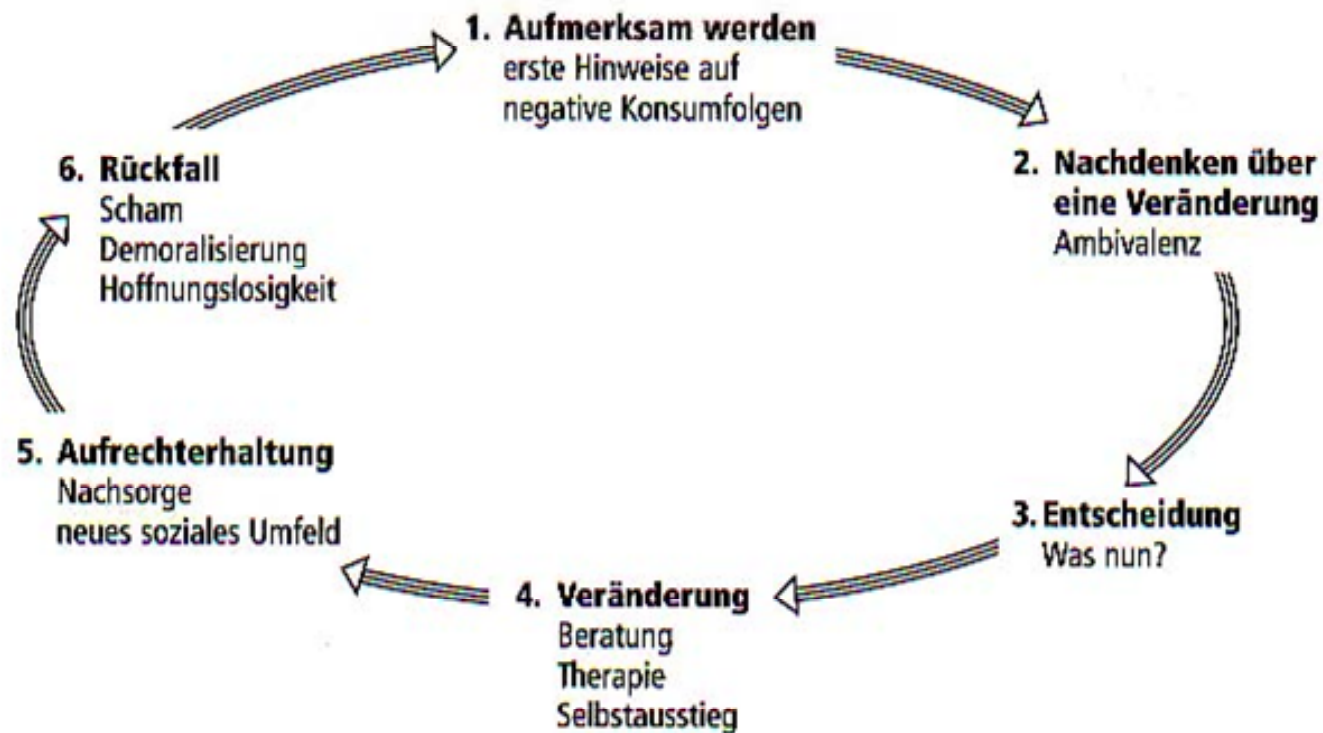 1. Aufmerksam werden
erste Hinweise auf
negative Konsumfolgen
2. Nachdenken über
eine Veränderung
Ambivalenz
3. Entscheidung
Was nun?
4. Veränderung
Beratung
Therapie
Selbstausstieg
5. Aufrechterhaltung
Nachsorge
neues soziales Umfeld
6. Rückfall
Scham
Demoralisierung
Hoffnungslosigkeit